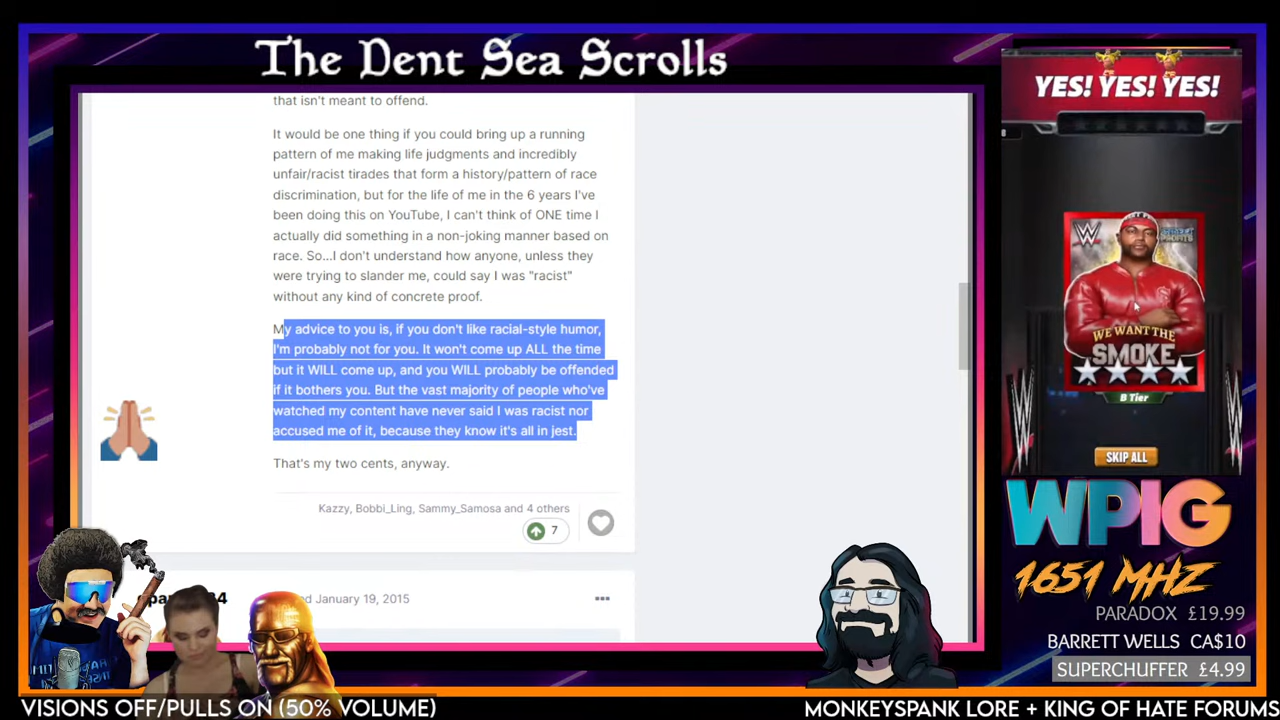 The Dent Sea Scrolls
that isn't meant to offend.
It would be one thing if you could bring up a running
pattern of me making life judgments and incredibly
unfair/racist tirades that form a history/pattern of race
discrimination, but for the life of me in the 6 years I've
been doing this on YouTube, I can't think of ONE time I
actually did something in a non-joking manner based on
race. So...I don't understand how anyone, unless they
were trying to slander me, could say I was "racist"
without any kind of concrete proof.
My advice to you is, if you don't like racial-style humor,
I'm probably not for you. It won't come up ALL the time
but it WILL come up, and you WILL probably be offended
if it bothers you. But the vast majority of people who've
watched my content have never said I was racist nor
accused me of it, because they know it's all in jest.
That's my two cents, anyway.
Kazzy, Bobbi_Ling, Sammy_Samosa and 4 others
7
January 19, 2015
YES! YES! YES!
WE WANT THE
SMOKE
B Tier
SKIP ALL
WPIG
1651 MHZ
PARADOX £19.99
BARRETT WELLS CA$10
SUPERCHUFFER £4.99
VISIONS OFF/PULLS ON (50% VOLUME)
MONKEYSPANK LORE + KING OF HATE FORUMS